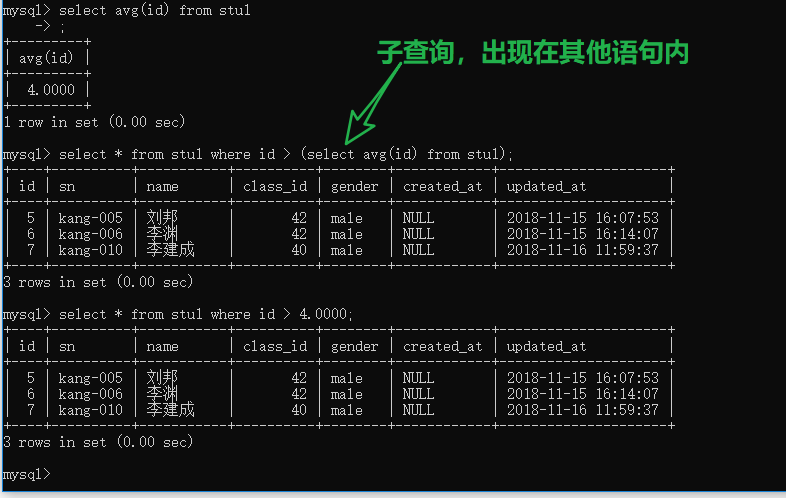 mysql> select avg(id) from stu1
    -> ;
+---------+
| avg(id) |
+---------+
|  4.0000 |
+---------+
1 row in set (0.00 sec)
子查询，出现在其他语句内
mysql> select * from stu1 where id > (select avg(id) from stu1);
+----+----------+--------+----------+--------+------------+---------------------+
| id | sn       | name   | class_id | gender | created_at | updated_at          |
+----+----------+--------+----------+--------+------------+---------------------+
|  5 | kang-005 | 刘邦   |       42 | male   | NULL       | 2018-11-15 16:07:53 |
|  6 | kang-006 | 李渊   |       42 | male   | NULL       | 2018-11-15 16:14:07 |
|  7 | kang-010 | 李建成 |       40 | male   | NULL       | 2018-11-16 11:59:37 |
+----+----------+--------+----------+--------+------------+---------------------+
3 rows in set (0.00 sec)
mysql> select * from stu1 where id > 4.0000;
+----+----------+--------+----------+--------+------------+---------------------+
| id | sn       | name   | class_id | gender | created_at | updated_at          |
+----+----------+--------+----------+--------+------------+---------------------+
|  5 | kang-005 | 刘邦   |       42 | male   | NULL       | 2018-11-15 16:07:53 |
|  6 | kang-006 | 李渊   |       42 | male   | NULL       | 2018-11-15 16:14:07 |
|  7 | kang-010 | 李建成 |       40 | male   | NULL       | 2018-11-16 11:59:37 |
+----+----------+--------+----------+--------+------------+---------------------+
3 rows in set (0.00 sec)
mysql>